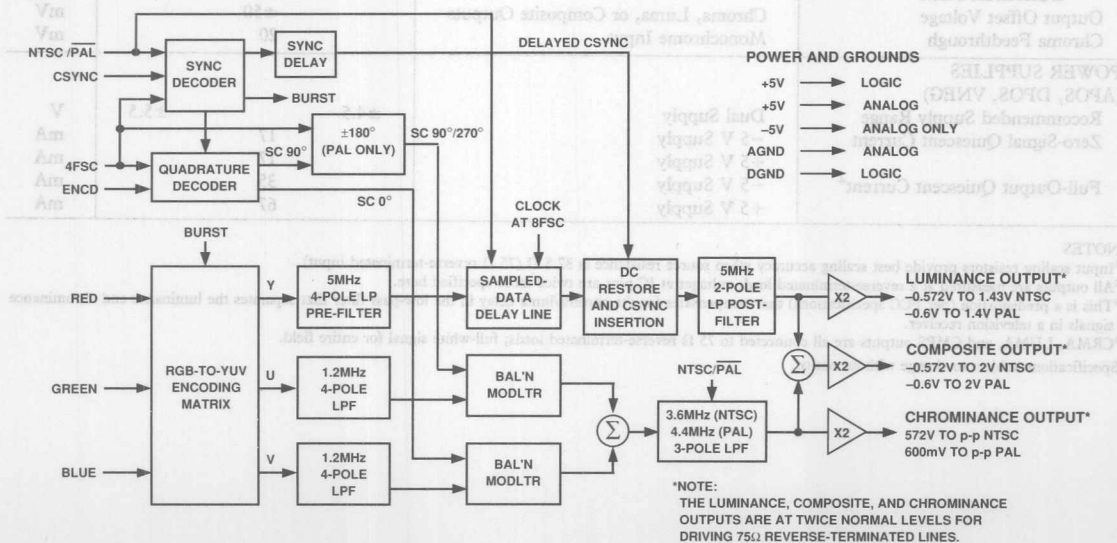 NTSC/PAL
CSYNC
4FSC
ENCD
SYNC
DECODER
SYNC
DELAY
BURST
QUADRATURE
DECODER
SC 90°
±180°
(PAL ONLY)
SC 90°/270°
SC 0°
DELAYED CSYNC
CLOCK
AT 8FSC
POWER AND GROUNDS
+5V LOGIC
+5V ANALOG
–5V ANALOG ONLY
AGND ANALOG
DGND LOGIC
BURST
RED
GREEN
BLUE
RGB-TO-YUV
ENCODING
MATRIX
Y
U
V
5MHz
4-POLE LP
PRE-FILTER
1.2MHz
4-POLE
LPF
1.2MHz
4-POLE
LPF
SAMPLED-
DATA
DELAY LINE
BAL'N
MODLTR
BAL'N
MODLTR
DC
RESTORE
AND CSYNC
INSERTION
5MHz
2-POLE
LP POST-
FILTER
Σ
NTSC/PAL
3.6MHz (NTSC)
4.4MHz (PAL)
3-POLE LPF
Σ
X2
X2
X2
LUMINANCE OUTPUT*
–0.572V TO 1.43V NTSC
–0.6V TO 1.4V PAL
COMPOSITE OUTPUT*
–0.572V TO 2V NTSC
–0.6V TO 2V PAL
CHROMINANCE OUTPUT*
572V TO p-p NTSC
600mV TO p-p PAL
*NOTE:
THE LUMINANCE, COMPOSITE, AND CHROMINANCE
OUTPUTS ARE AT TWICE NORMAL LEVELS FOR
DRIVING 75Ω REVERSE-TERMINATED LINES.